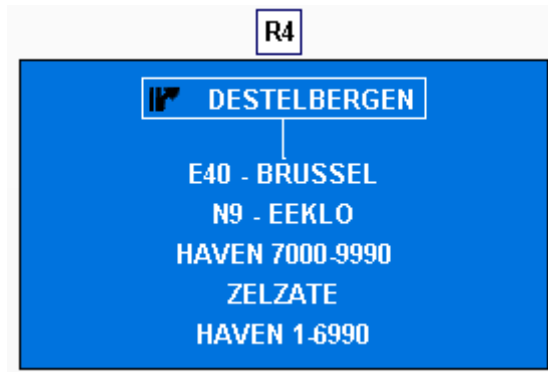 R4
DESTELBERGEN
E40 - BRUSSEL
N9 - EEKLO
HAVEN 7000-9990
ZELZATE
HAVEN 1-6990